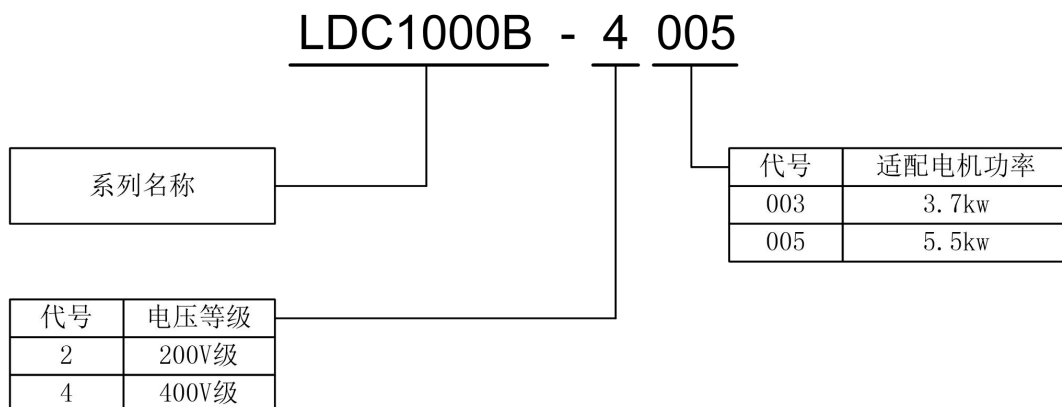 LDC1000B - 4 005
系列名称
代号 适配电机功率
003 3.7kw
005 5.5kw
代号 电压等级
2 200V级
4 400V级